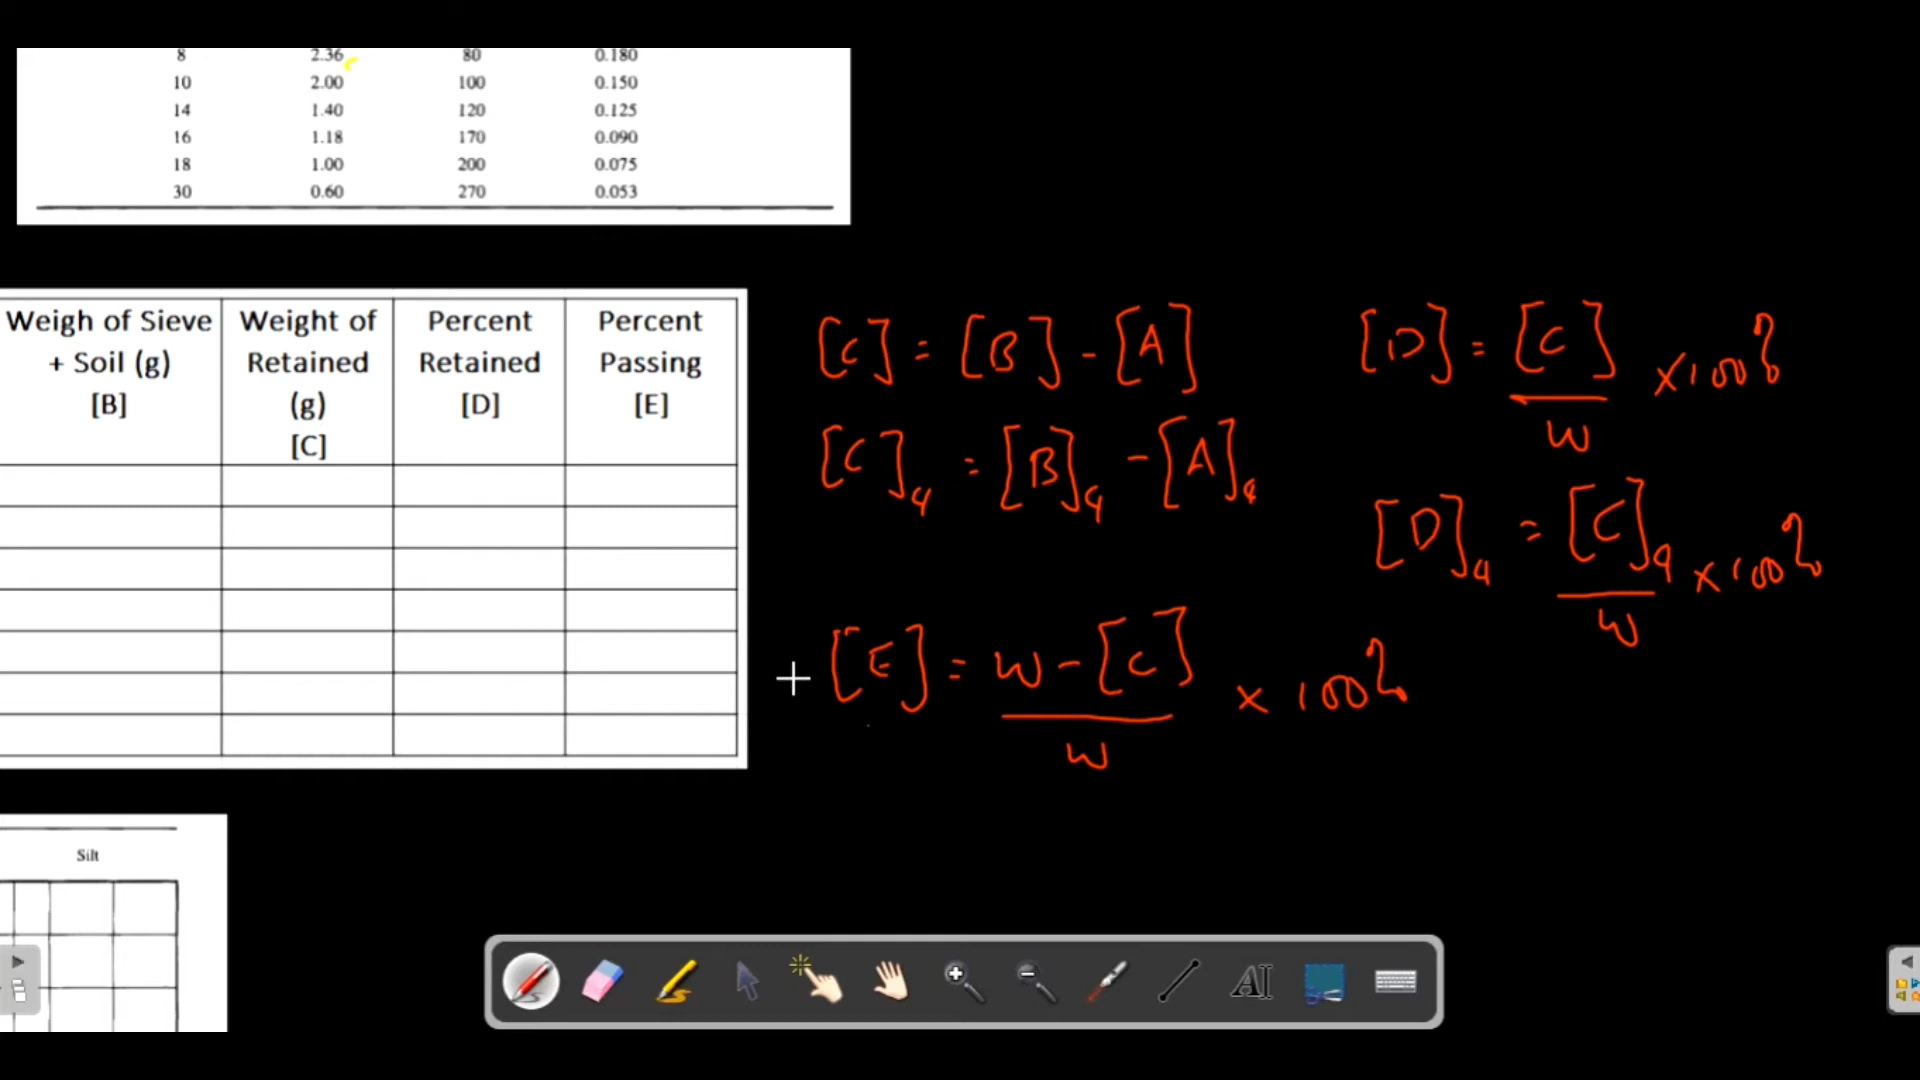 8 2.36 80 0.180
10 2.00 100 0.150
14 1.40 120 0.125
16 1.18 170 0.090
18 1.00 200 0.075
30 0.60 270 0.053
Weigh of Sieve + Soil (g) [B]
Weight of Retained (g) [C]
Percent Retained [D]
Percent Passing [E]
[C] = [B] - [A]
[C]4 = [B]4 - [A]4
[D] = [C] / W × 100%
[D]4 = [C]4 / W × 100%
[E] = W - [C] / W × 100%
Silt
AI